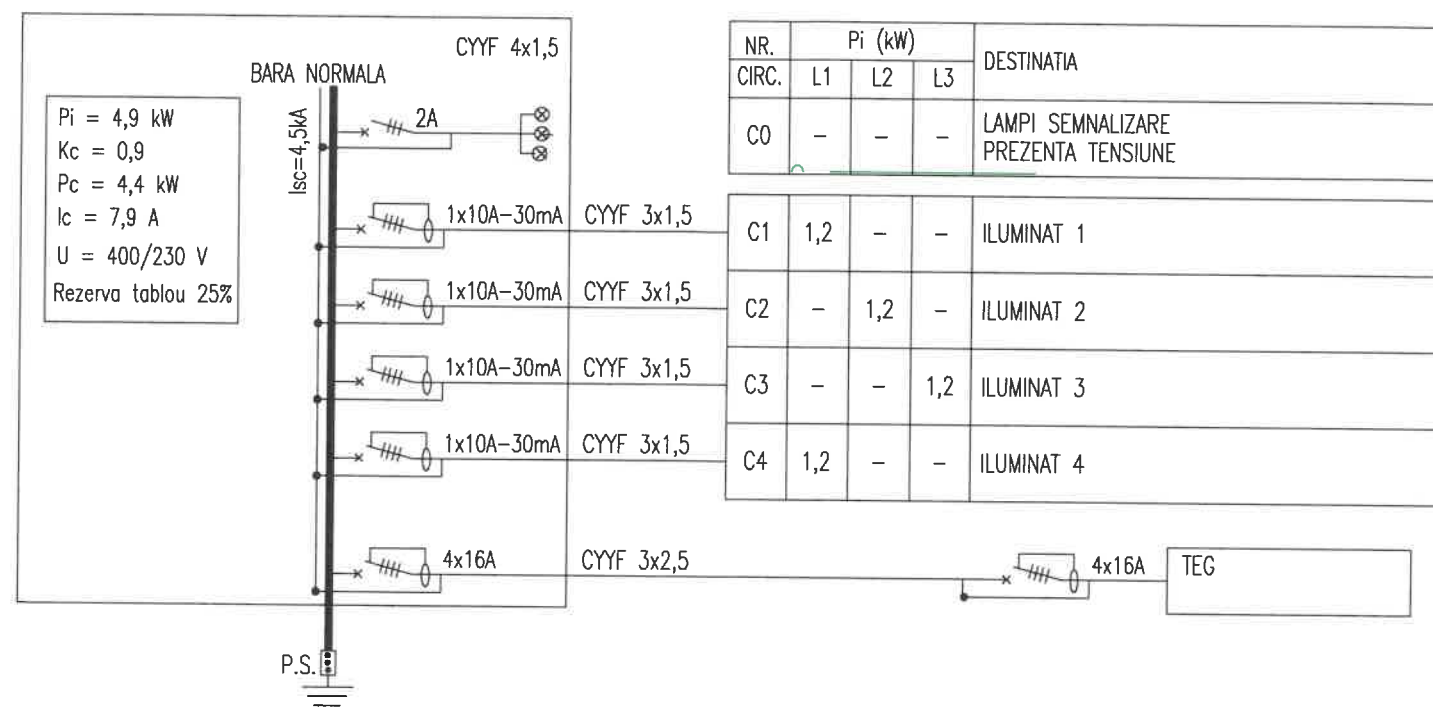 CYYF 4x1,5
BARA NORMALA
Pi = 4,9 kW
Kc = 0,9
Pc = 4,4 kW
Ic = 7,9 A
U = 400/230 V
Rezerva tablou 25%
Isc=4,5kA
2A
1x10A-30mA CYYF 3x1,5
1x10A-30mA CYYF 3x1,5
1x10A-30mA CYYF 3x1,5
1x10A-30mA CYYF 3x1,5
4x16A CYYF 3x2,5
4x16A
TEG
P.S.
NR. CIRC. Pi (kW) DESTINATIA
L1 L2 L3
C0 – – – LAMPI SEMNALIZARE
PREZENTA TENSIUNE
C1 1,2 – – ILUMINAT 1
C2 – 1,2 – ILUMINAT 2
C3 – – 1,2 ILUMINAT 3
C4 1,2 – – ILUMINAT 4